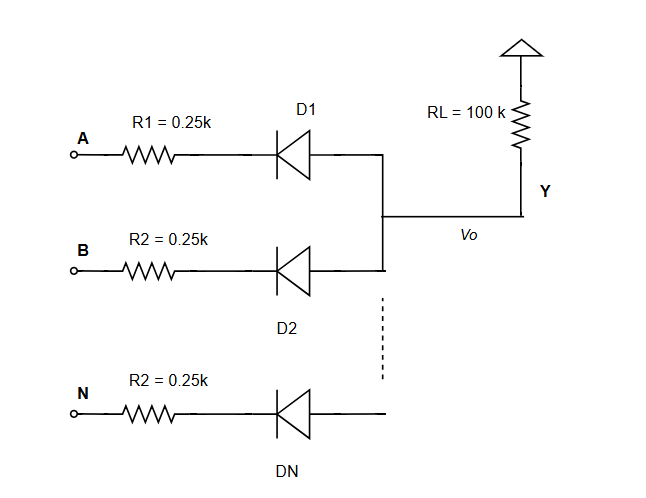 D1
R1 = 0.25k
RL = 100 k
A
Y
R2 = 0.25k
B
Vo
D2
R2 = 0.25k
N
DN